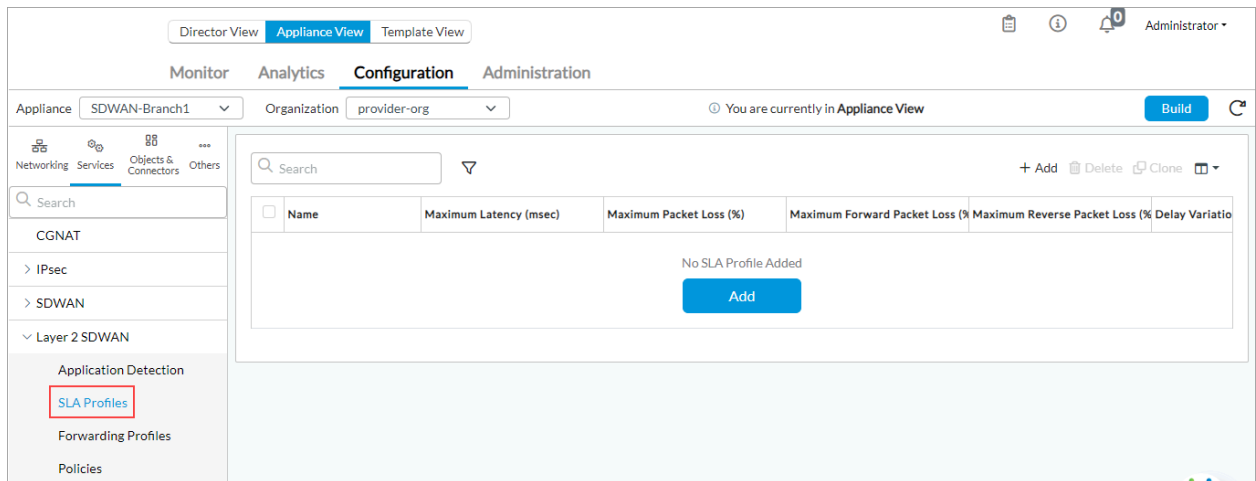 Director View Appliance View Template View 0 Administrator
Monitor Analytics Configuration Administration
Appliance SDWAN-Branch1 Organization provider-org You are currently in Appliance View Build
Networking Services Objects & Connectors Others
Search
CGNAT
IPsec
SDWAN
Layer 2 SDWAN
Application Detection
SLA Profiles
Forwarding Profiles
Policies
Search + Add Delete Clone
Name Maximum Latency (msec) Maximum Packet Loss (%) Maximum Forward Packet Loss (% Maximum Reverse Packet Loss (% Delay Variatio
No SLA Profile Added
Add